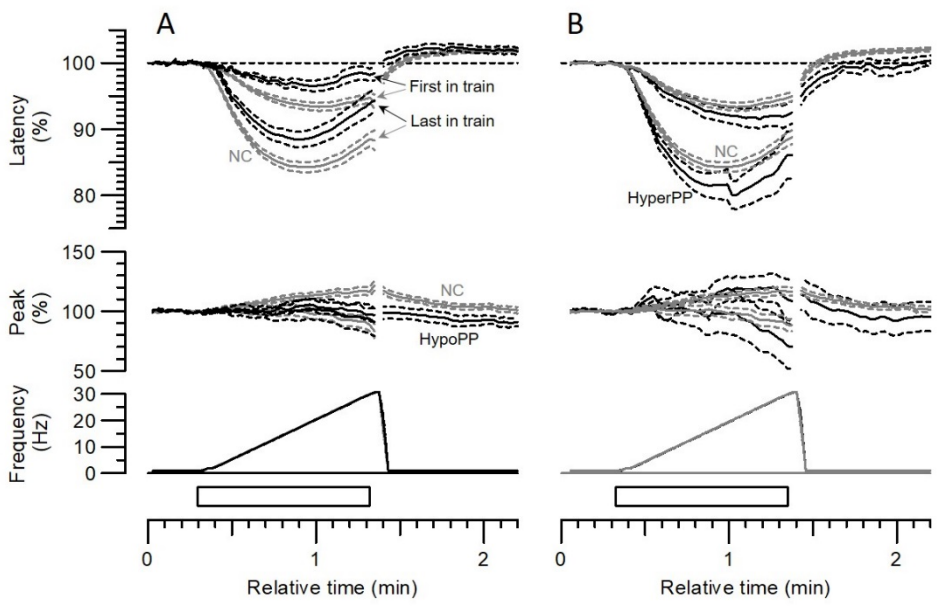 A
B
100
90
80
Latency
(%)
First in train
Last in train
NC
NC
HyperPP
150
100
50
Peak
(%)
NC
HypoPP
30
20
10
0
Frequency
(Hz)
0
1
2
0
1
2
Relative time (min)
Relative time (min)